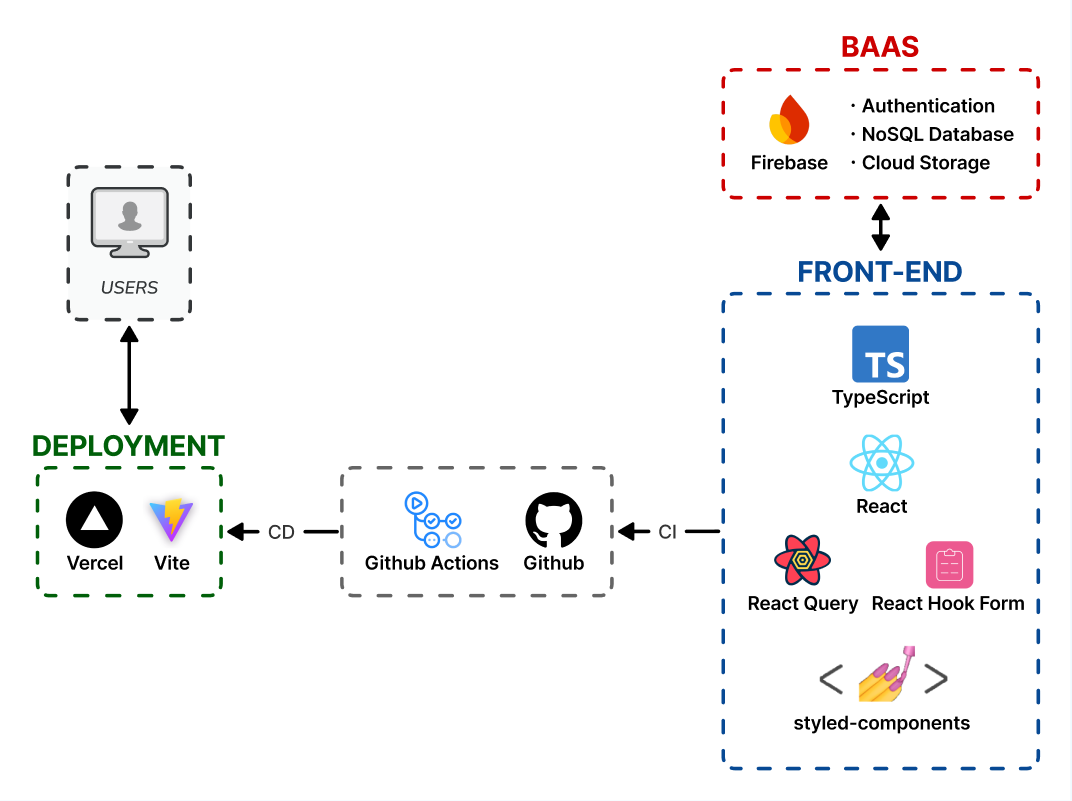 BAAS
Firebase
· Authentication
· NoSQL Database
· Cloud Storage
USERS
FRONT-END
TS
TypeScript
React
React Query
React Hook Form
< >
styled-components
DEPLOYMENT
Vercel
Vite
CD
Github Actions
Github
CI